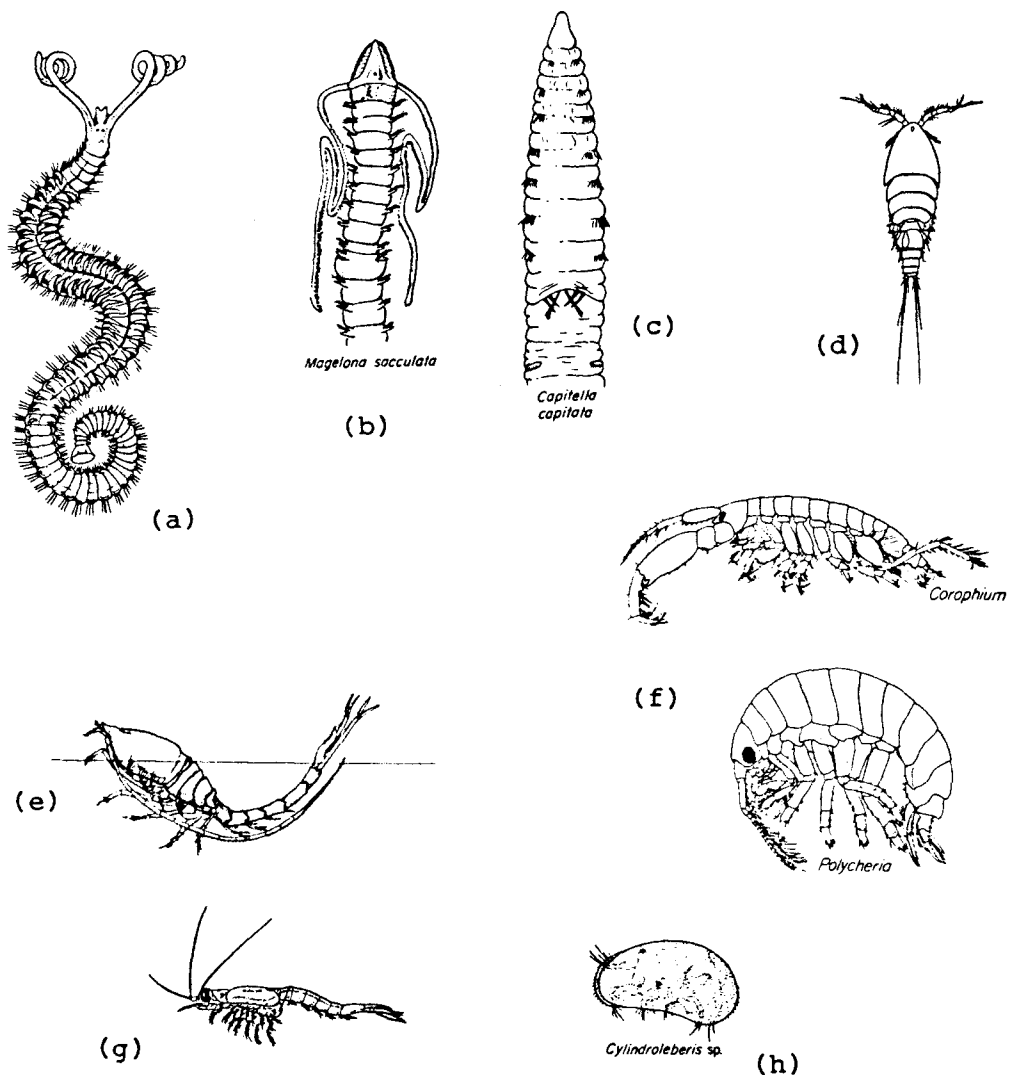 Magelona sacculata
Capitella
capitata
(c)
(d)
(b)
(a)
Corophium
(f)
(e)
Polycheria
(g)
Cylindroleberis sp.
(h)